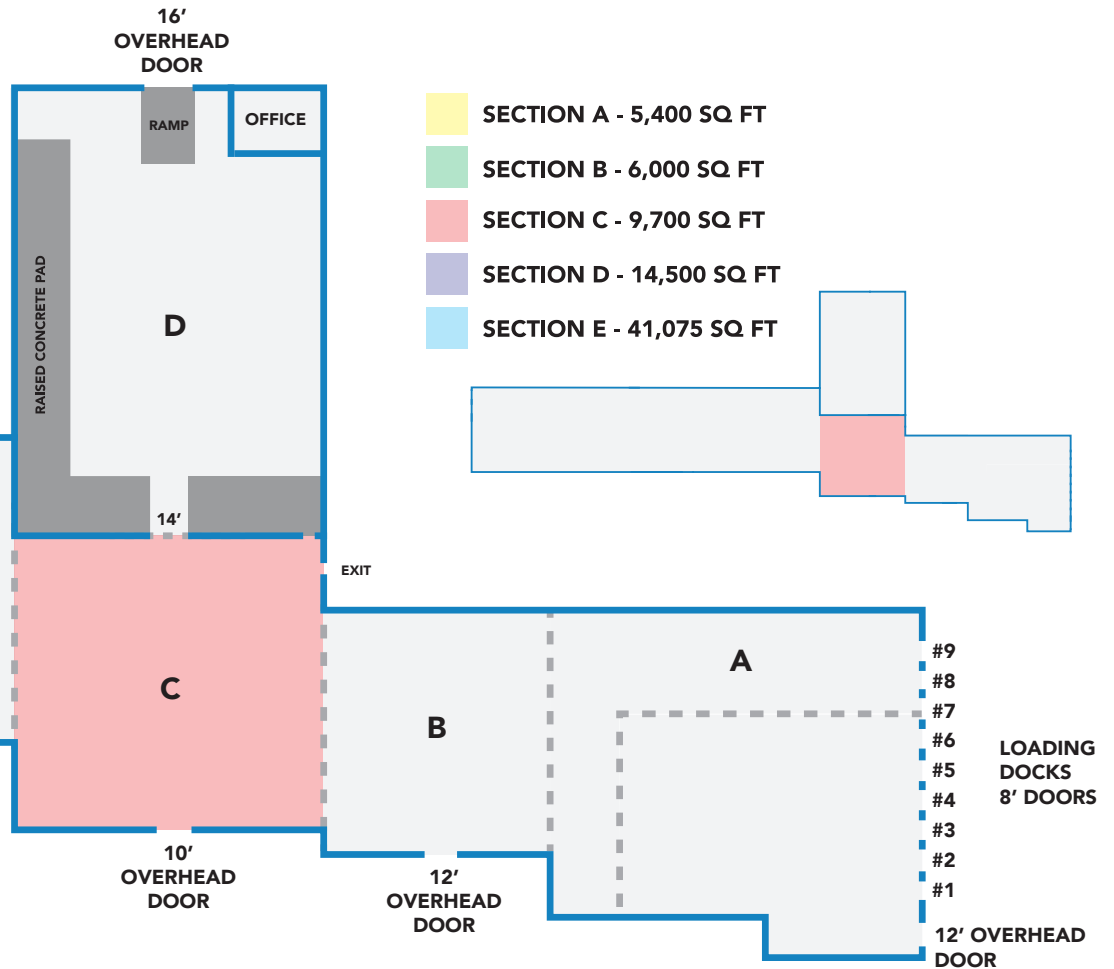 16’
OVERHEAD
DOOR
RAMP
OFFICE
RAISED CONCRETE PAD
D
14’
SECTION A - 5,400 SQ FT
SECTION B - 6,000 SQ FT
SECTION C - 9,700 SQ FT
SECTION D - 14,500 SQ FT
SECTION E - 41,075 SQ FT
EXIT
C
B
A
#9
#8
#7
#6
#5
#4
#3
#2
#1
LOADING
DOCKS
8’ DOORS
10’
OVERHEAD
DOOR
12’
OVERHEAD
DOOR
12’ OVERHEAD
DOOR